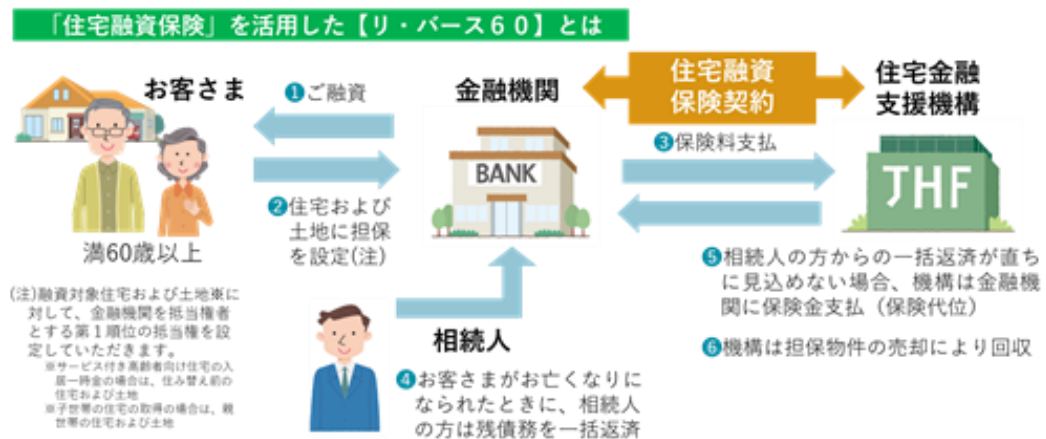 「住宅融資保険」を活用した【リ・バース６０】とは
お客さま
満60歳以上
❶ご融資
❷住宅および
土地に担保
を設定(注)
金融機関
BANK
住宅融資
保険契約
❸保険料支払
住宅金融
支援機構
JHF
(注)融資対象住宅および土地※に
対して、金融機関を抵当権者
とする第１順位の抵当権を設
定していただきます。
※サービス付き高齢者向け住宅の入
居一時金の場合は、住み替え前の
住宅および土地
※子世帯の住宅の取得の場合は、親
世帯の住宅および土地
相続人
❹お客さまがお亡くなりに
なられたときに、相続人
の方は残債務を一括返済
❺相続人の方からの一括返済が直ち
に見込めない場合、機構は金融機
関に保険金支払（保険代位）
❻機構は担保物件の売却により回収